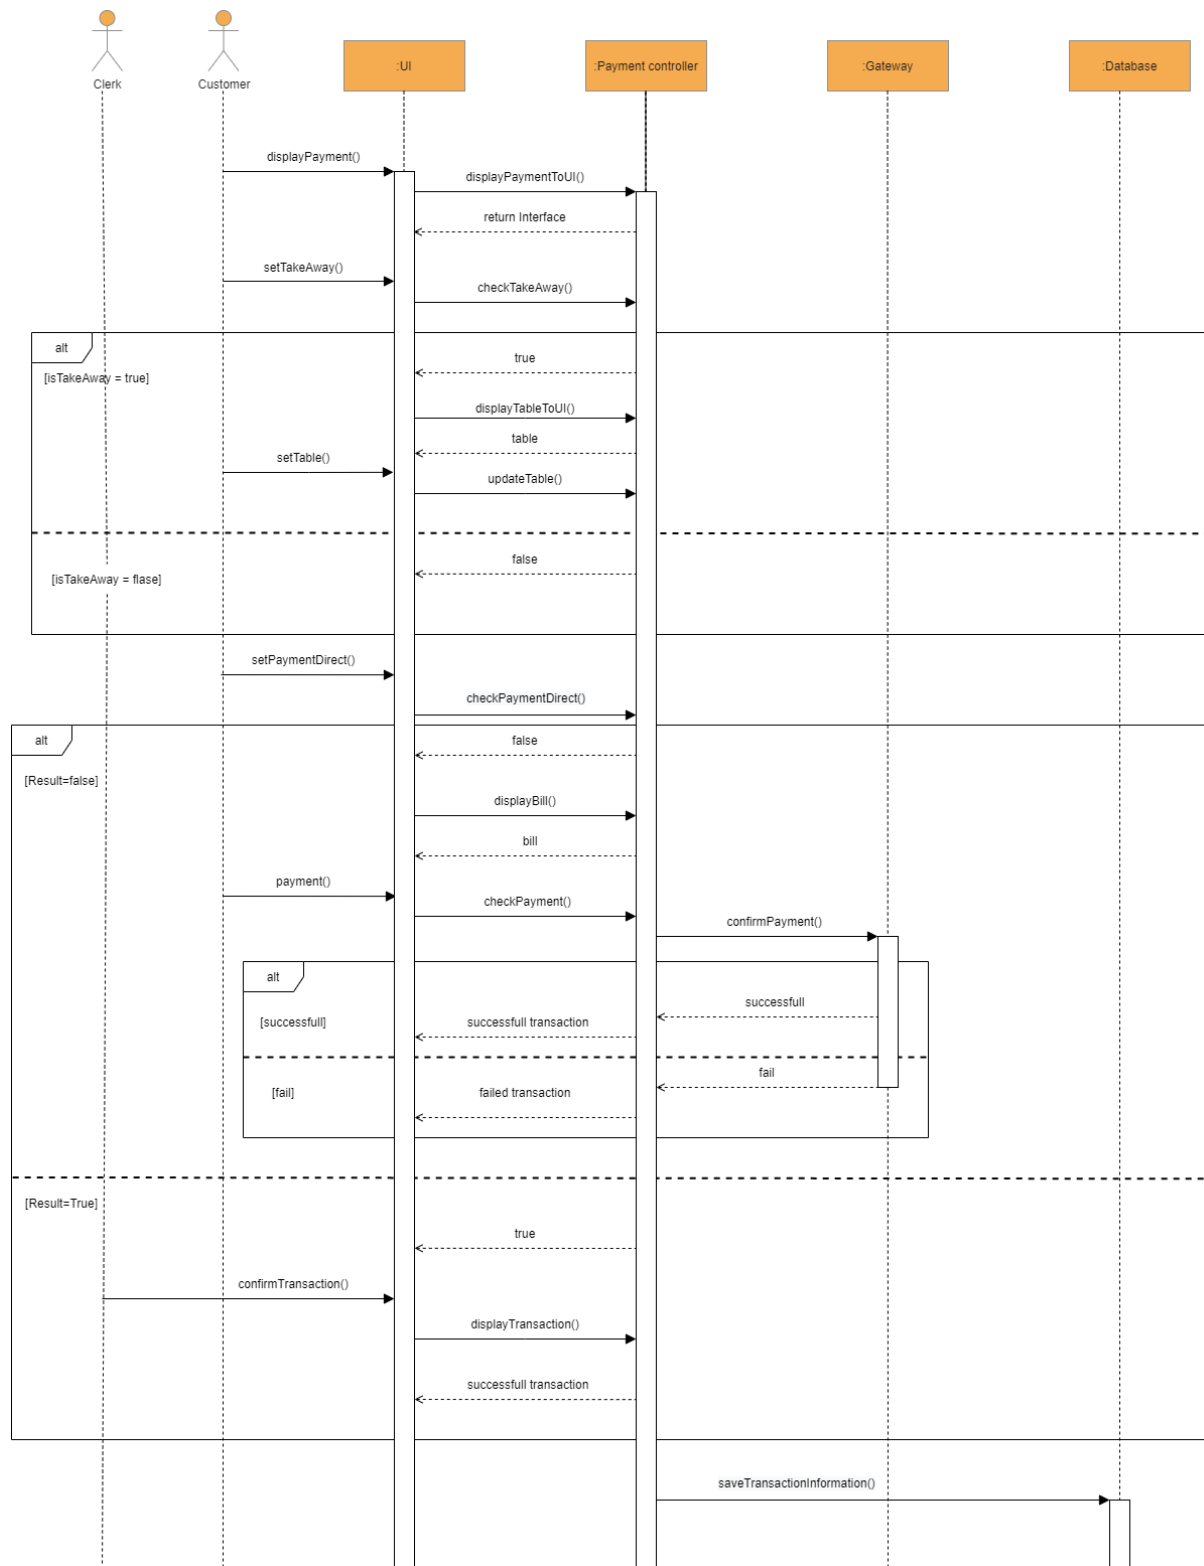 Clerk
Customer
:UI
:Payment controller
:Gateway
:Database
displayPayment()
displayPaymentToUI()
return Interface
setTakeAway()
checkTakeAway()
alt
[isTakeAway = true]
true
displayTableToUI()
table
setTable()
updateTable()
false
[isTakeAway = flase]
setPaymentDirect()
checkPaymentDirect()
alt
false
[Result=false]
displayBill()
bill
payment()
checkPayment()
confirmPayment()
alt
successfull
[successfull]
successfull transaction
fail
[fail]
failed transaction
[Result=True]
true
confirmTransaction()
displayTransaction()
successfull transaction
saveTransactionInformation()